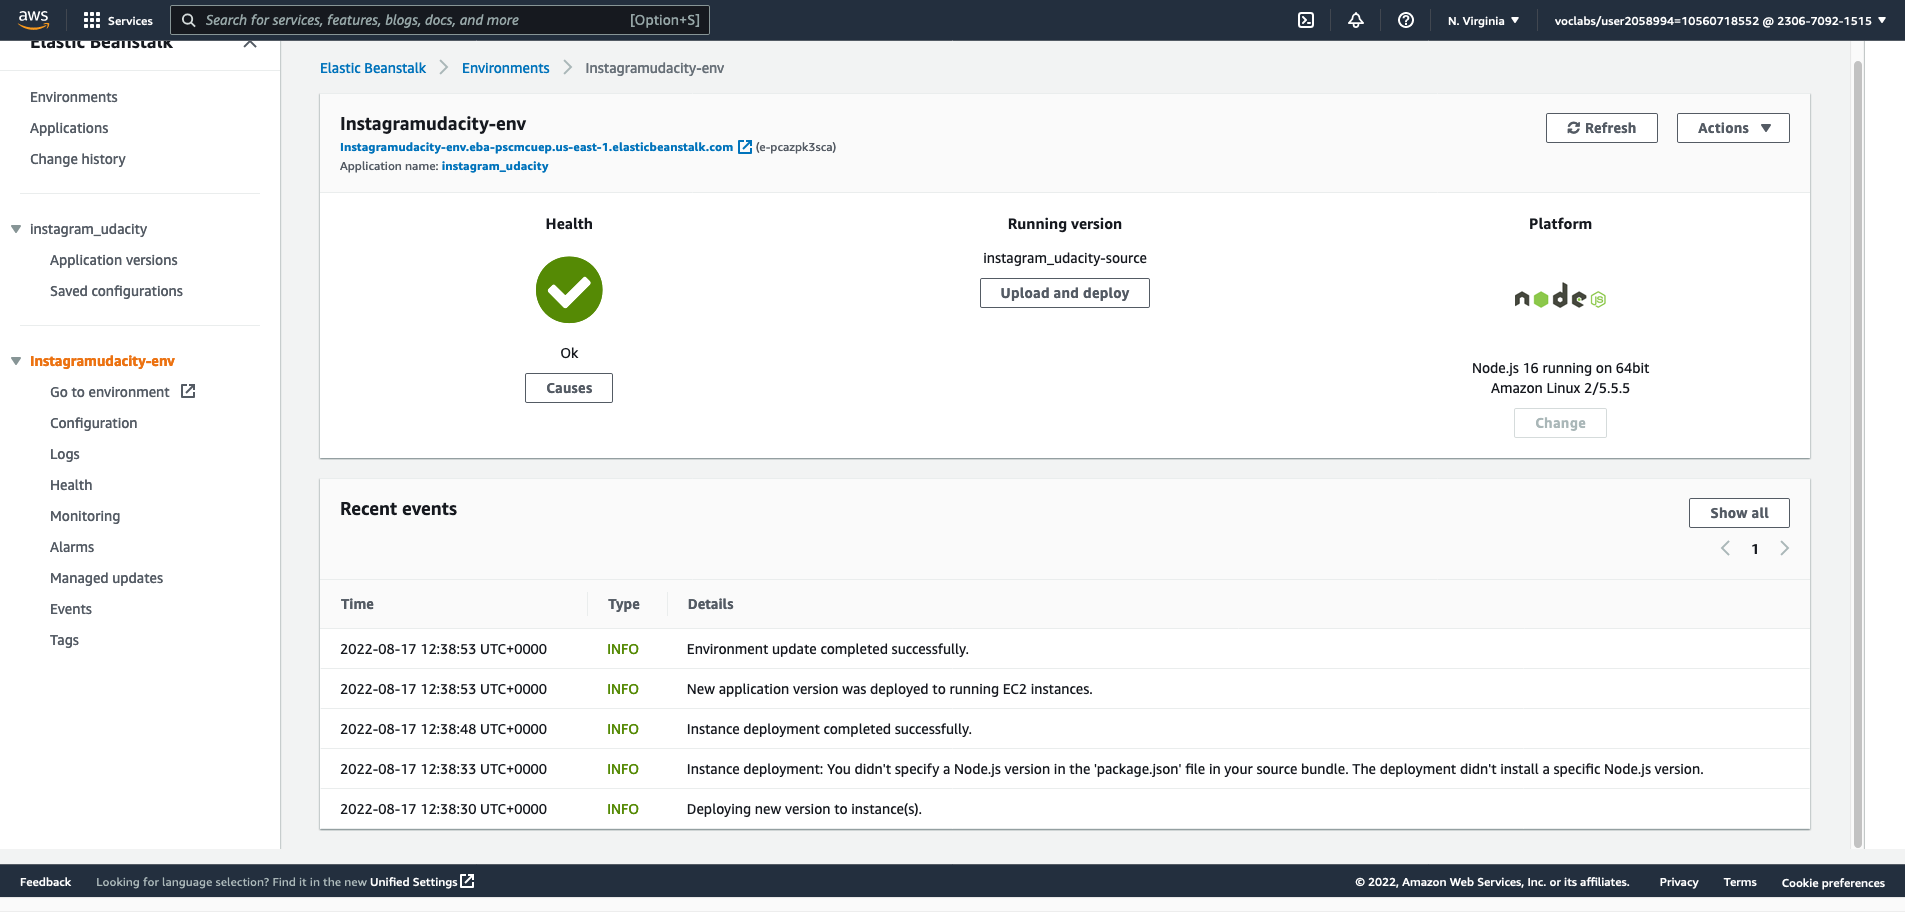 aws
Services
Search for services, features, blogs, docs, and more
[Option+S]
N. Virginia
voclabs/user2058994=10560718552 @ 2306-7092-1515
Elastic Beanstalk
Environments
Applications
Change history
instagram_udacity
Application versions
Saved configurations
Instagramudacity-env
Go to environment
Configuration
Logs
Health
Monitoring
Alarms
Managed updates
Events
Tags
Elastic Beanstalk
Environments
Instagramudacity-env
Instagramudacity-env
Instagramudacity-env.eba-pscmcuep.us-east-1.elasticbeanstalk.com (e-pcazpk3sca)
Application name: instagram_udacity
Refresh
Actions
Health
Ok
Causes
Running version
instagram_udacity-source
Upload and deploy
Platform
node JS
Node.js 16 running on 64bit
Amazon Linux 2/5.5.5
Change
Recent events
Show all
1
Time Type Details
2022-08-17 12:38:53 UTC+0000 INFO Environment update completed successfully.
2022-08-17 12:38:53 UTC+0000 INFO New application version was deployed to running EC2 instances.
2022-08-17 12:38:48 UTC+0000 INFO Instance deployment completed successfully.
2022-08-17 12:38:33 UTC+0000 INFO Instance deployment: You didn't specify a Node.js version in the 'package.json' file in your source bundle. The deployment didn't install a specific Node.js version.
2022-08-17 12:38:30 UTC+0000 INFO Deploying new version to instance(s).
Feedback
Looking for language selection? Find it in the new Unified Settings
© 2022, Amazon Web Services, Inc. or its affiliates.
Privacy
Terms
Cookie preferences